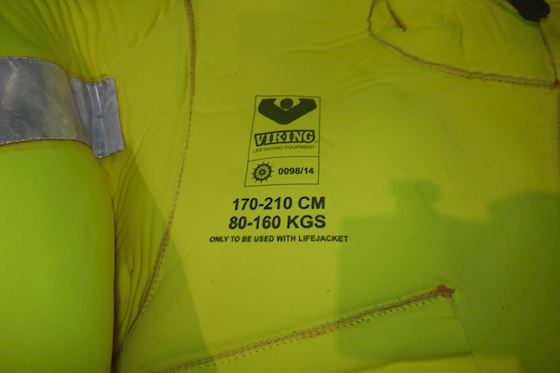 VIKING
LIFE-SAVING EQUIPMENT
0098/14
170-210 CM
80-160 KGS
ONLY TO BE USED WITH LIFEJACKET